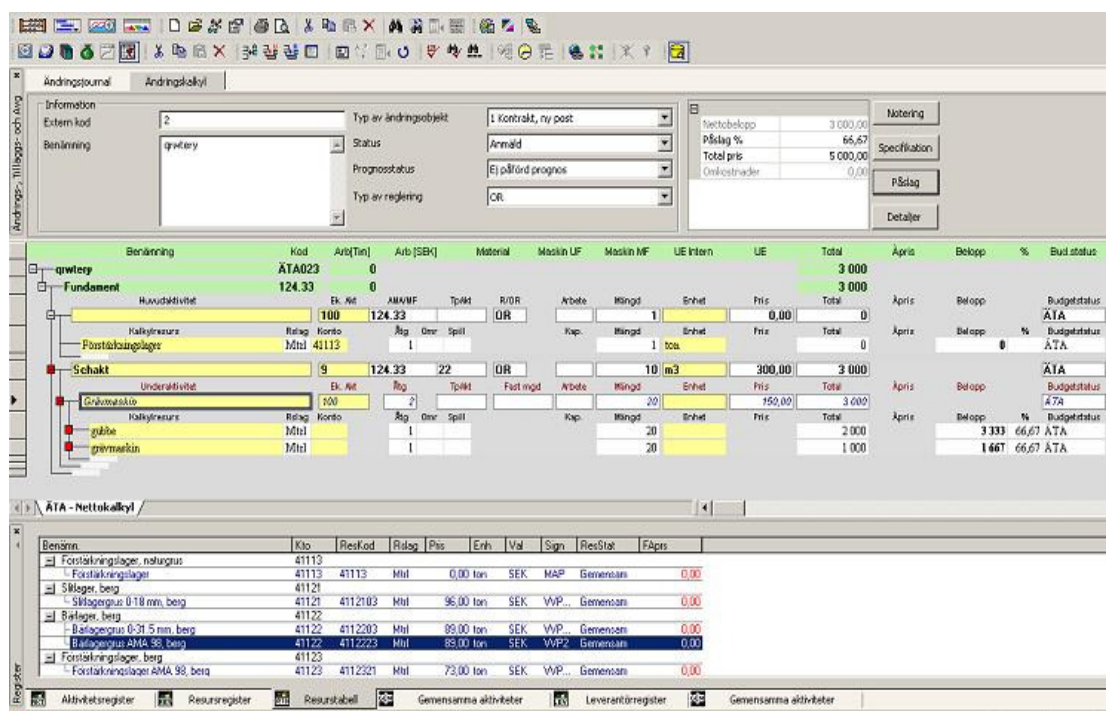 Ändringsjournal Ändringskalkyl
Information
Extern kod 2 Typ av ändringsobjekt 1 Kontrakt, ny post
Benämning qrwtery Status Anmäld
Prognosstatus Ej påförd prognos
Typ av reglering OR
Nettobelopp 3 000,00
Påslag % 66,67
Total pris 5 000,00
Omkostnader 0,00
Notering
Specifikation
Påslag
Detaljer
Ändrings-, Tilläggs- och Avg
Benämning Kod Arb[Tim] Arb [SEK] Material Maskin UF Maskin MF UE Intern UE Total Àpris Belopp % Bud.status
qrwtery ÄTA023 0 3 000
Fundament 124.33 0 3 000
Huvudaktivitet Ek. Akt AMA/MF Tp/kt R/OR Arbete Mängd Enhet Pris Total Àpris Belopp Budgetstatus
100 124.33 OR 1 0,00 0 ÄTA
Kalkylresurs Rslag Konto Åtg Omr Spill Kap. Mängd Enhet Pris Total Àpris Belopp % Budgetstatus
Förstärkningslager Mtrl 41113 1 1 ton 0 0 ÄTA
Schakt 9 124.33 22 OR 10 m3 300,00 3 000 ÄTA
Underaktivitet Ek. Akt Åtg Tp/kt Fast mgd Arbete Mängd Enhet Pris Total Àpris Belopp Budgetstatus
Grävmaskin 100 2 20 150,00 3 000 ÄTA
Kalkylresurs Rslag Konto Åtg Omr Spill Kap. Mängd Enhet Pris Total Àpris Belopp % Budgetstatus
gubbe Mtrl 1 20 2 000 3 333 66,67 ÄTA
grävmaskin Mtrl 1 20 1 000 1 667 66,67 ÄTA
ÄTA - Nettokalkyl
Benämn. Kto ResKod Rslag Pris Enh Val Sign ResStat FAprs
Förstärkningslager, naturgrus 41113
Förstärkningslager 41113 41113 Mtrl 0,00 ton SEK MAP Gemensam 0,00
Slitlager, berg 41121
Slitlagergrus 0-18 mm, berg 41121 4112103 Mtrl 96,00 ton SEK VVP... Gemensam 0,00
Bärlager, berg 41122
Bärlagergrus 0-31.5 mm, berg 41122 4112203 Mtrl 89,00 ton SEK VVP... Gemensam 0,00
Bärlagergrus AMA 98, berg 41122 4112223 Mtrl 89,00 ton SEK VVP2 Gemensam 0,00
Förstärkningslager, berg 41123
Förstärkningslager AMA 98, berg 41123 4112321 Mtrl 73,00 ton SEK VVP... Gemensam 0,00
Register
Aktivitetsregister Resursregister Resurstabell Gemensamma aktiviteter Leverantörregister Gemensamma aktiviteter